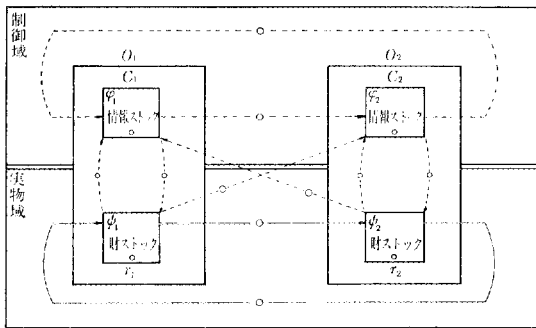 制御域
O₁
O₂
C₁
C₂
φ₁
φ₂
情報ストック
情報ストック
実物域
ψ₁
ψ₂
財ストック
財ストック
r₁
r₂